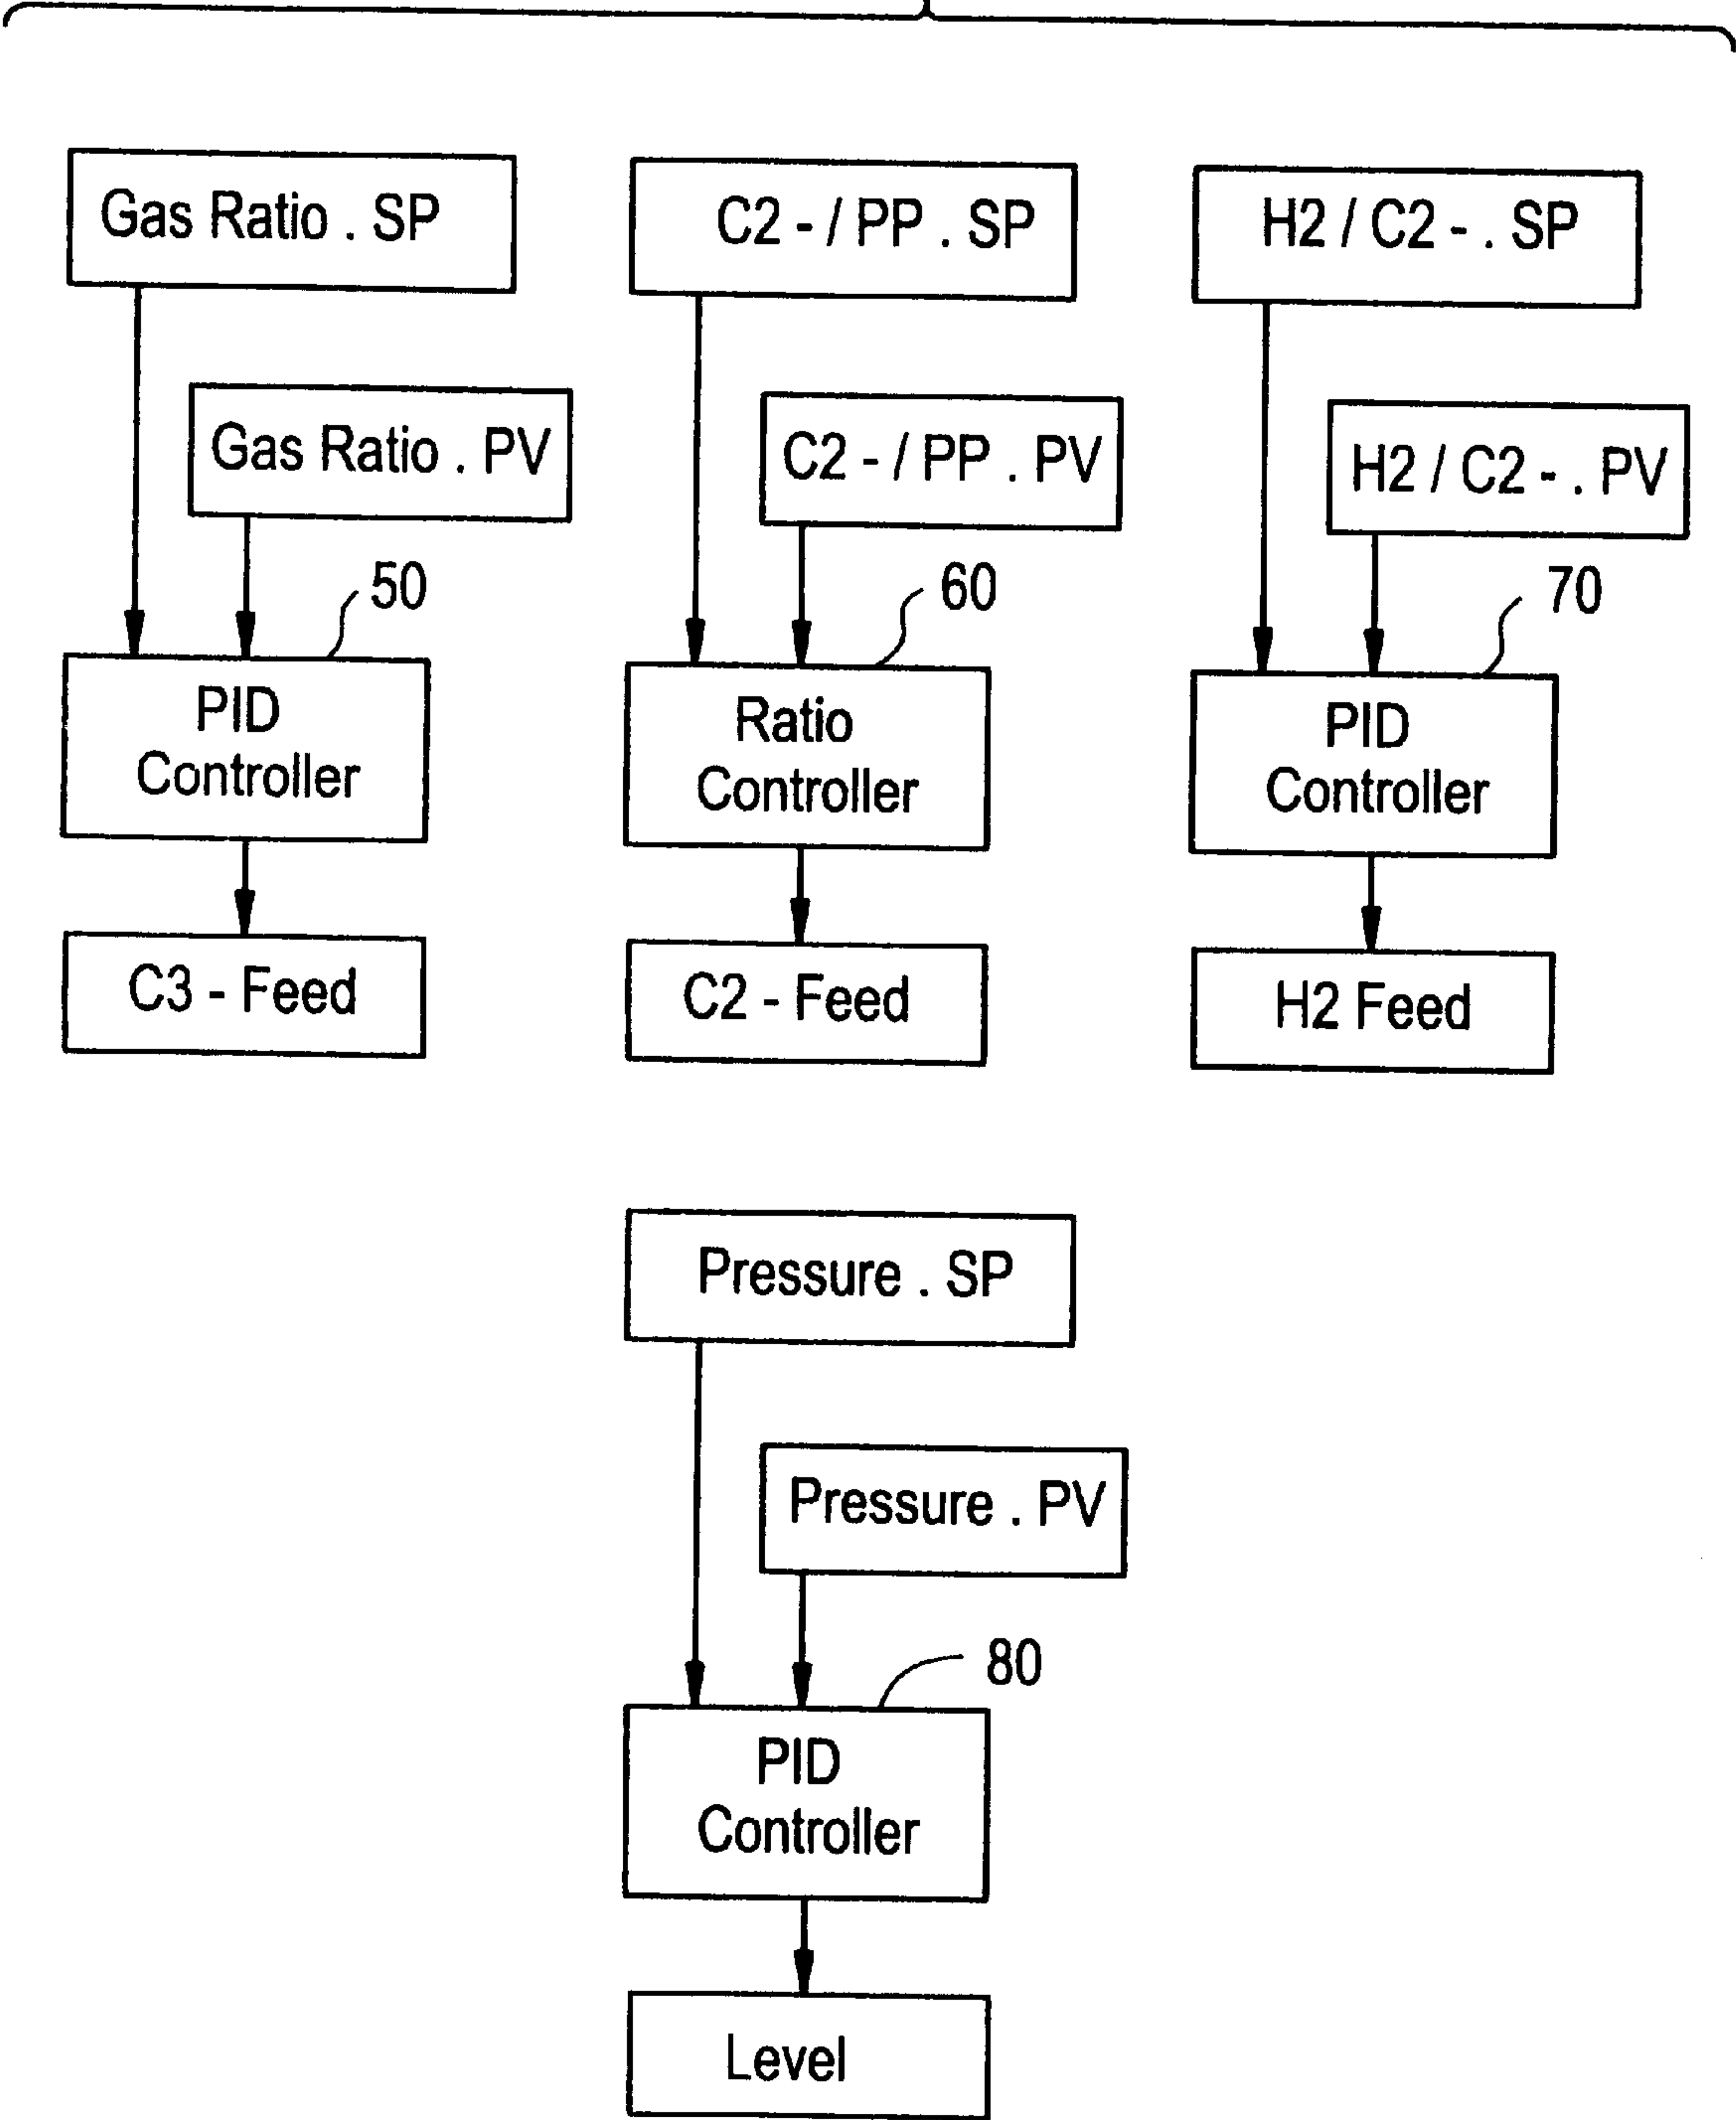 Gas Ratio . SP
C2 - / PP . SP
H2 / C2 - . SP
Gas Ratio . PV
C2 - / PP . PV
H2 / C2 - . PV
50
60
70
PID
Controller
Ratio
Controller
PID
Controller
C3 - Feed
C2 - Feed
H2 Feed
Pressure . SP
Pressure . PV
80
PID
Controller
Level